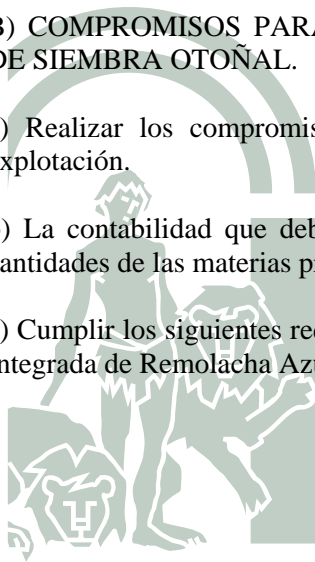 ) COMPROMISOS PARA
DE SIEMBRA OTOÑAL.
) Realizar los compromis
xplotación.
) La contabilidad que deb
antidades de las materias pr
) Cumplir los siguientes rec
ntegrada de Remolacha Azu